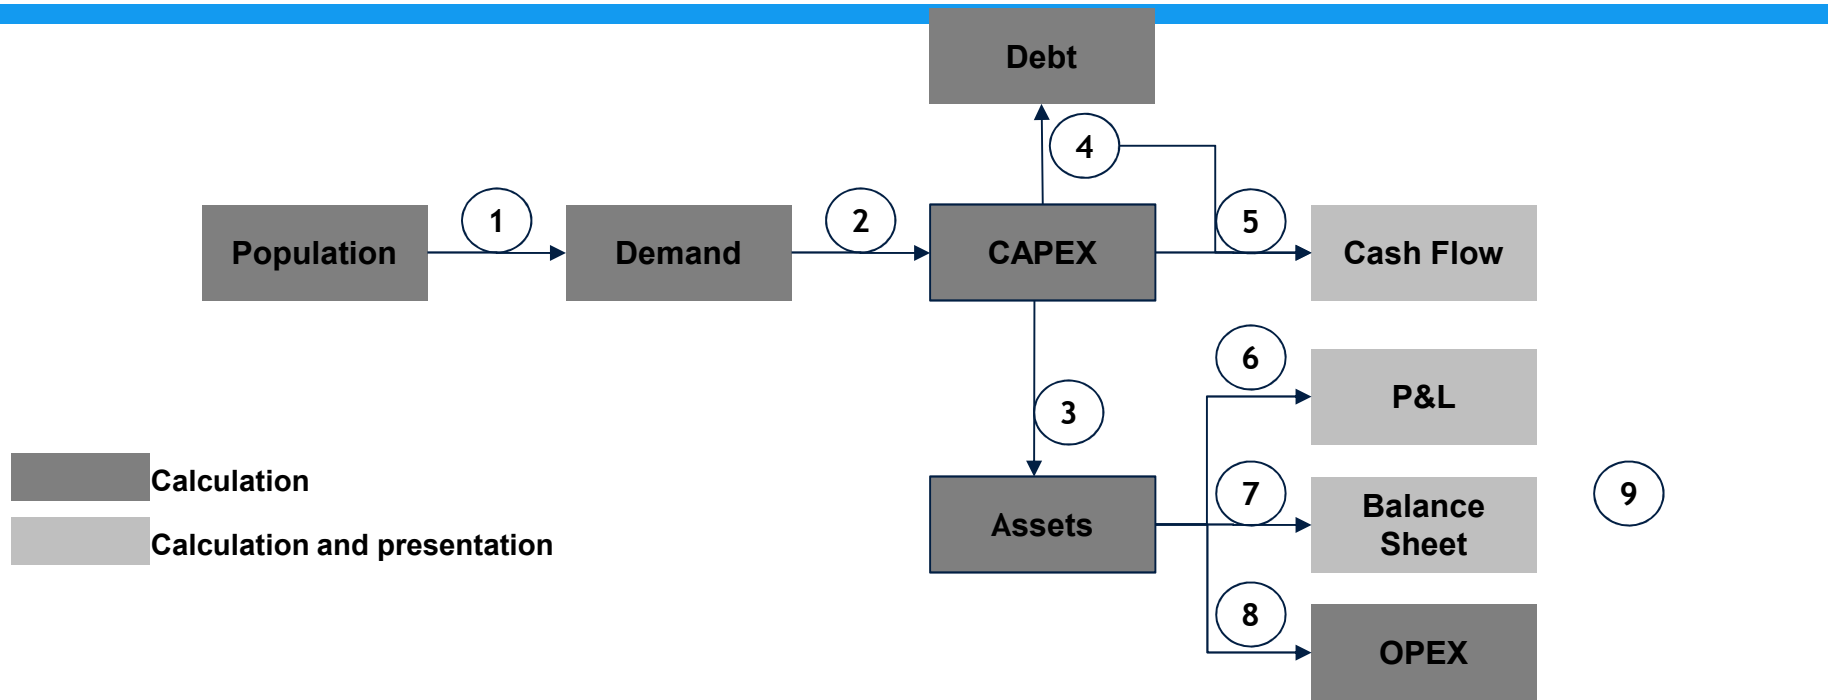 Debt
4
1
2
5
Population
Demand
CAPEX
Cash Flow
6
P&L
3
Calculation
7
9
Balance
Sheet
Assets
Calculation and presentation
8
OPEX